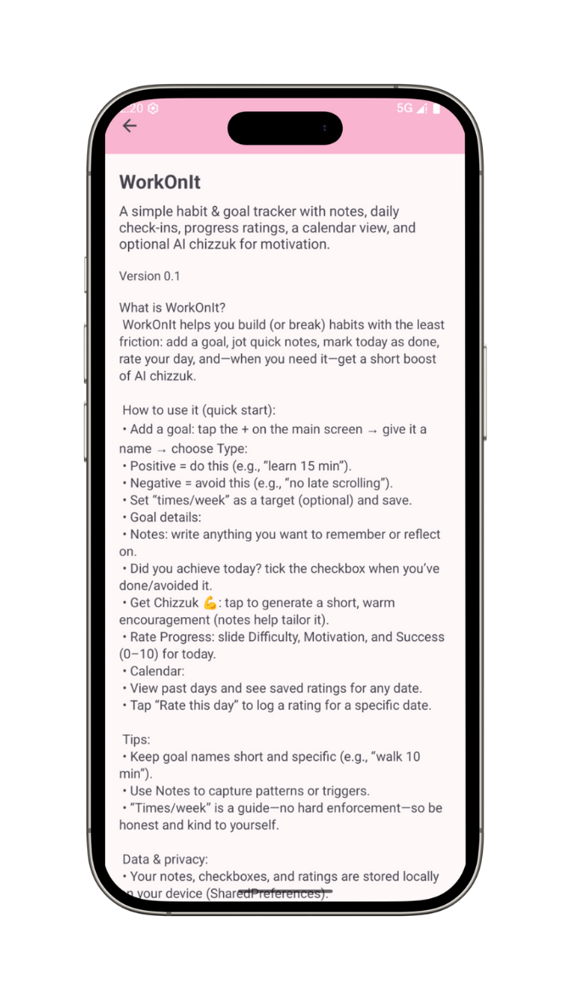 :20
5G
WorkOnIt
A simple habit & goal tracker with notes, daily
check-ins, progress ratings, a calendar view, and
optional AI chizzuk for motivation.
Version 0.1
What is WorkOnIt?
WorkOnIt helps you build (or break) habits with the least
friction: add a goal, jot quick notes, mark today as done,
rate your day, and—when you need it—get a short boost
of AI chizzuk.
How to use it (quick start):
• Add a goal: tap the + on the main screen → give it a
name → choose Type:
• Positive = do this (e.g., “learn 15 min”).
• Negative = avoid this (e.g., “no late scrolling”).
• Set “times/week” as a target (optional) and save.
• Goal details:
• Notes: write anything you want to remember or reflect
on.
• Did you achieve today? tick the checkbox when you’ve
done/avoided it.
• Get Chizzuk 💪: tap to generate a short, warm
encouragement (notes help tailor it).
• Rate Progress: slide Difficulty, Motivation, and Success
(0–10) for today.
• Calendar:
• View past days and see saved ratings for any date.
• Tap “Rate this day” to log a rating for a specific date.
Tips:
• Keep goal names short and specific (e.g., “walk 10
min”).
• Use Notes to capture patterns or triggers.
• “Times/week” is a guide—no hard enforcement—so be
honest and kind to yourself.
Data & privacy:
• Your notes, checkboxes, and ratings are stored locally
on your device (SharedPreferences).